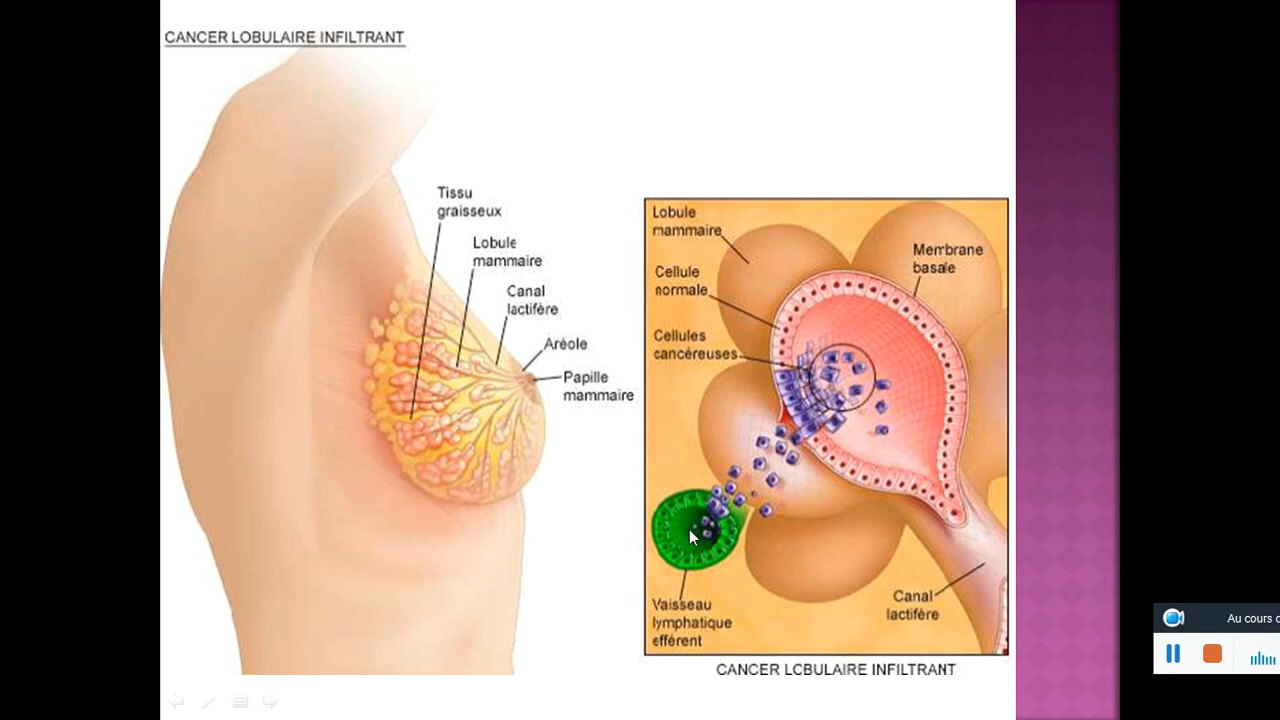 CANCER LOBULAIRE INFILTRANT
Tissu
graisseux
Lobule
mammaire
Canal
lactifère
Aréole
Papille
mammaire
Lobule
mammaire
Cellule
normale
Cellules
cancéreuses
Membrane
basale
Vaisseau
lymphatique
efférent
Canal
lactifère
CANCER LOBULAIRE INFILTRANT
Au cours